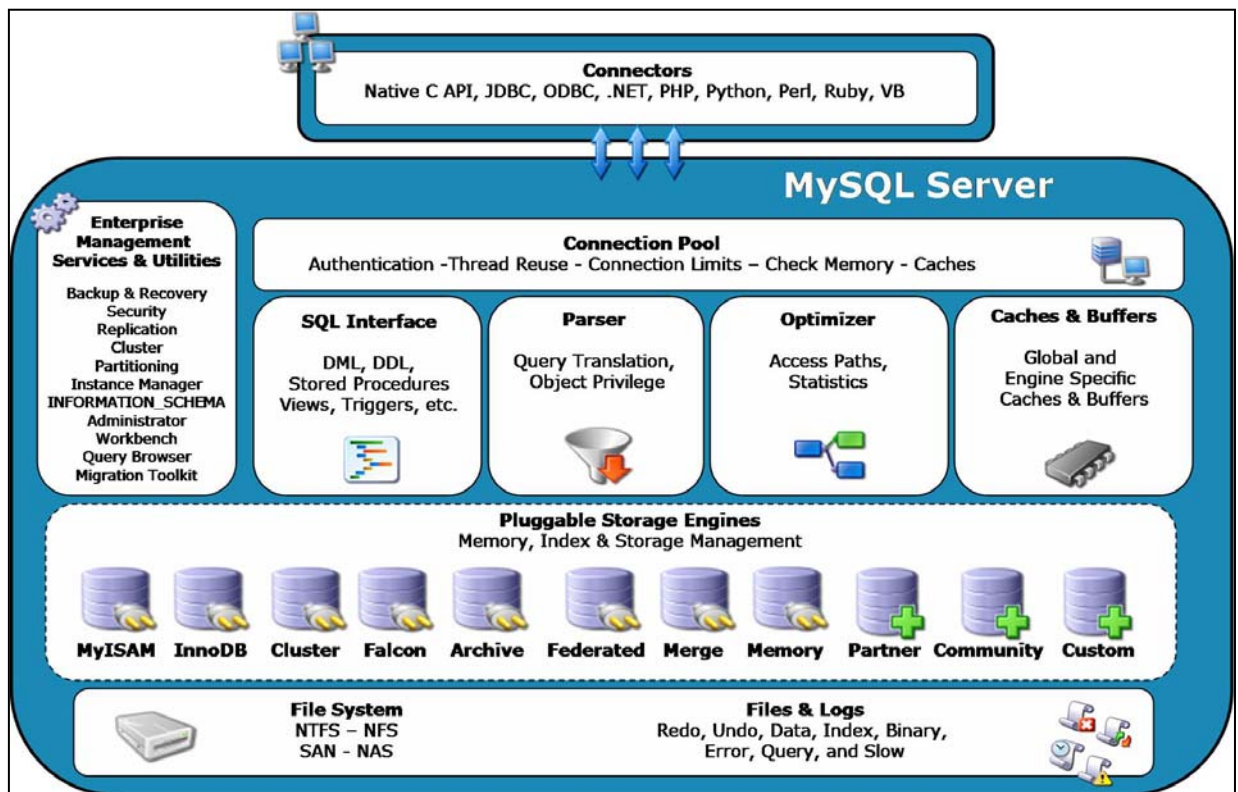 Connectors
Native C API, JDBC, ODBC, .NET, PHP, Python, Perl, Ruby, VB
MySQL Server
Enterprise
Management
Services & Utilities
Backup & Recovery
Security
Replication
Cluster
Partitioning
Instance Manager
INFORMATION_SCHEMA
Administrator
Workbench
Query Browser
Migration Toolkit
Connection Pool
Authentication -Thread Reuse - Connection Limits – Check Memory - Caches
SQL Interface
DML, DDL,
Stored Procedures
Views, Triggers, etc.
Parser
Query Translation,
Object Privilege
Optimizer
Access Paths,
Statistics
Caches & Buffers
Global and
Engine Specific
Caches & Buffers
Pluggable Storage Engines
Memory, Index & Storage Management
MyISAM
InnoDB
Cluster
Falcon
Archive
Federated
Merge
Memory
Partner
Community
Custom
File System
NTFS – NFS
SAN - NAS
Files & Logs
Redo, Undo, Data, Index, Binary,
Error, Query, and Slow